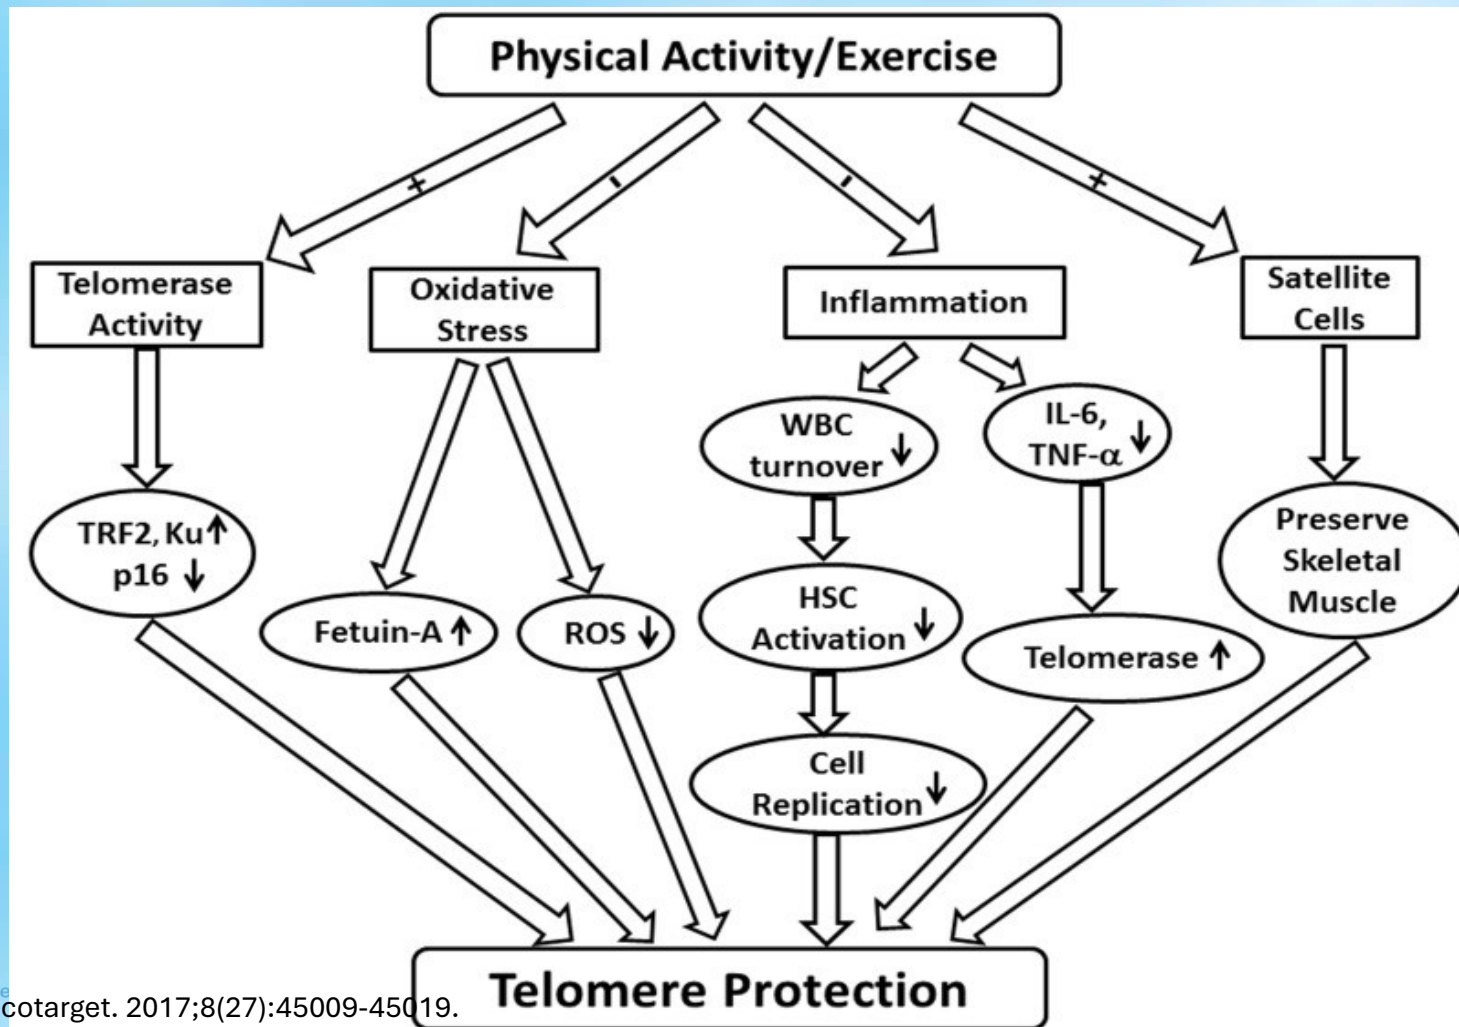 Physical Activity/Exercise
+
-
-
+
Telomerase
Activity
Oxidative
Stress
Inflammation
Satellite
Cells
WBC
turnover ↓
IL-6,
TNF-α ↓
TRF2, Ku↑
p16 ↓
Preserve
Skeletal
Muscle
Fetuin-A ↑
ROS ↓
HSC
Activation ↓
Telomerase ↑
Cell
Replication ↓
Telomere Protection
cotarget. 2017;8(27):45009-45019.